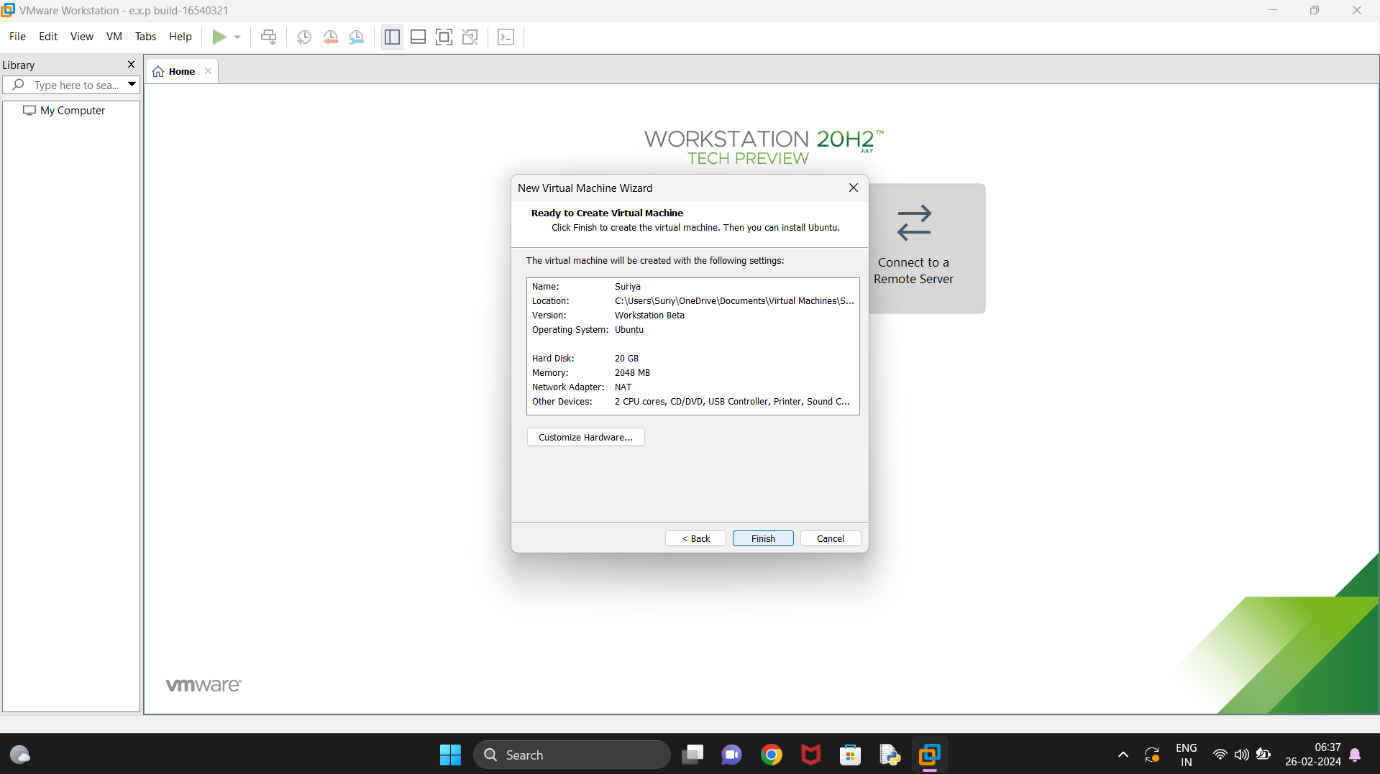 VMware Workstation - e.x.p build-16540321
File Edit View VM Tabs Help
Library
Type here to sea...
My Computer
Home
WORKSTATION 20H2™
JULY
TECH PREVIEW
Connect to a
Remote Server
New Virtual Machine Wizard
Ready to Create Virtual Machine
Click Finish to create the virtual machine. Then you can install Ubuntu.
The virtual machine will be created with the following settings:
Name: Suriya
Location: C:\Users\Suriy\OneDrive\Documents\Virtual Machines\S...
Version: Workstation Beta
Operating System: Ubuntu
Hard Disk: 20 GB
Memory: 2048 MB
Network Adapter: NAT
Other Devices: 2 CPU cores, CD/DVD, USB Controller, Printer, Sound C...
Customize Hardware...
< Back Finish Cancel
vmware®
Search
ENG
IN
06:37
26-02-2024